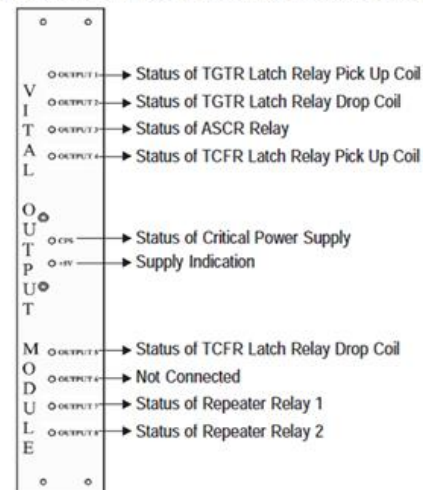 VITAL OUTPUT MODULE
OUTPUT 1 Status of TGTR Latch Relay Pick Up Coil
OUTPUT 2 Status of TGTR Latch Relay Drop Coil
OUTPUT 3 Status of ASCR Relay
OUTPUT 4 Status of TCFR Latch Relay Pick Up Coil
CPS Status of Critical Power Supply
+5V Supply Indication
OUTPUT 5 Status of TCFR Latch Relay Drop Coil
OUTPUT 6 Not Connected
OUTPUT 7 Status of Repeater Relay 1
OUTPUT 8 Status of Repeater Relay 2